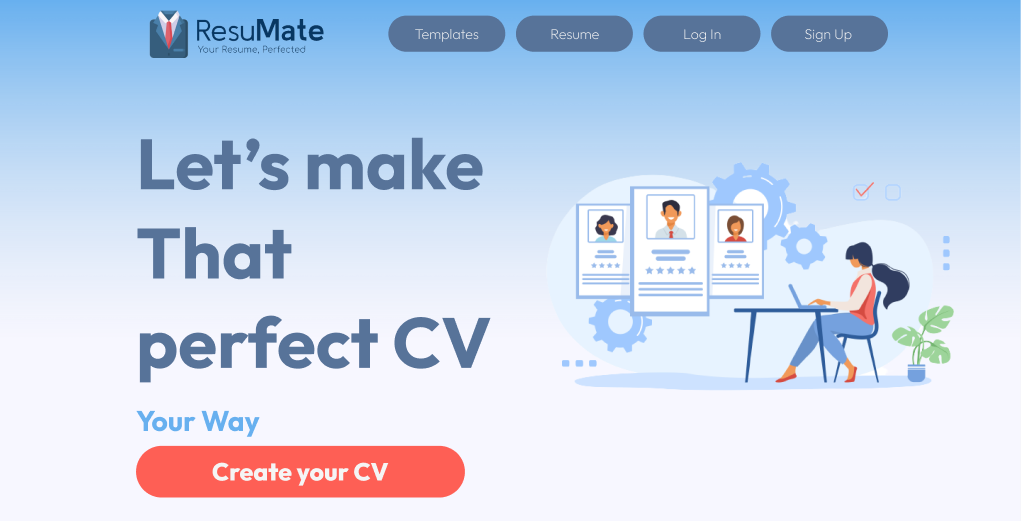 ResuMate
Your Resume, Perfected
Templates
Resume
Log In
Sign Up
Let’s make
That
perfect CV
Your Way
Create your CV